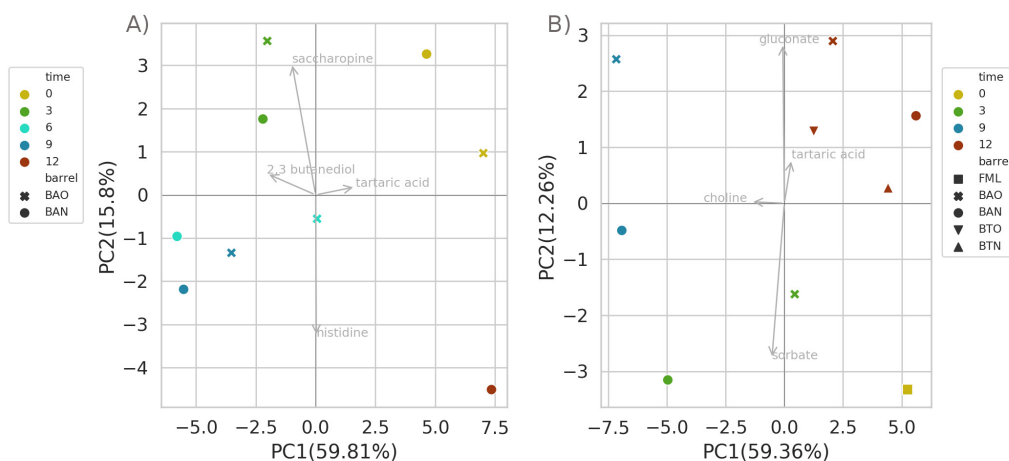 A)
time
0
3
6
9
12
barrel
BAO
BAN
PC2(15.8%)
3
2
1
0
−1
−2
−3
−4
saccharopine
2,3 butanediol
tartaric acid
histidine
−5.0 −2.5 0.0 2.5 5.0 7.5
PC1(59.81%)
B)
PC2(12.26%)
3
2
1
0
−1
−2
−3
gluconate
tartaric acid
choline
sorbate
−7.5 −5.0 −2.5 0.0 2.5 5.0
PC1(59.36%)
time
0
3
9
12
barre
FML
BAO
BAN
BTO
BTN